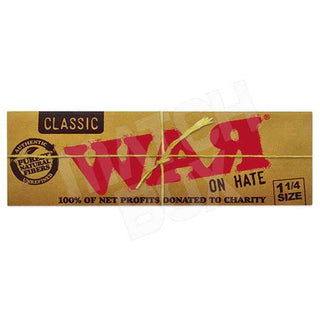 CLASSIC
AUTHENTIC
PURE NATURAL
FIBERS
UNREFINED
WAЯ
ON HATE
1 1/4
SIZE
100% OF NET PROFITS DONATED TO CHARITY